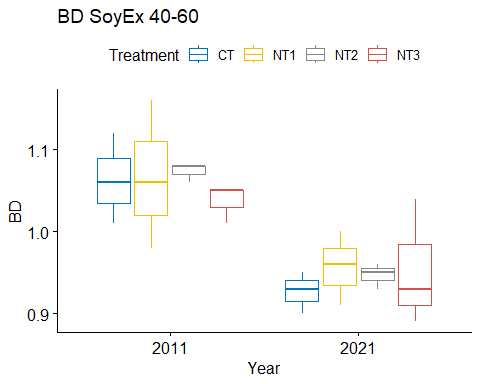 BD SoyEx 40-60
Treatment CT NT1 NT2 NT3
1.1
1.0
0.9
BD
2011 2021
Year